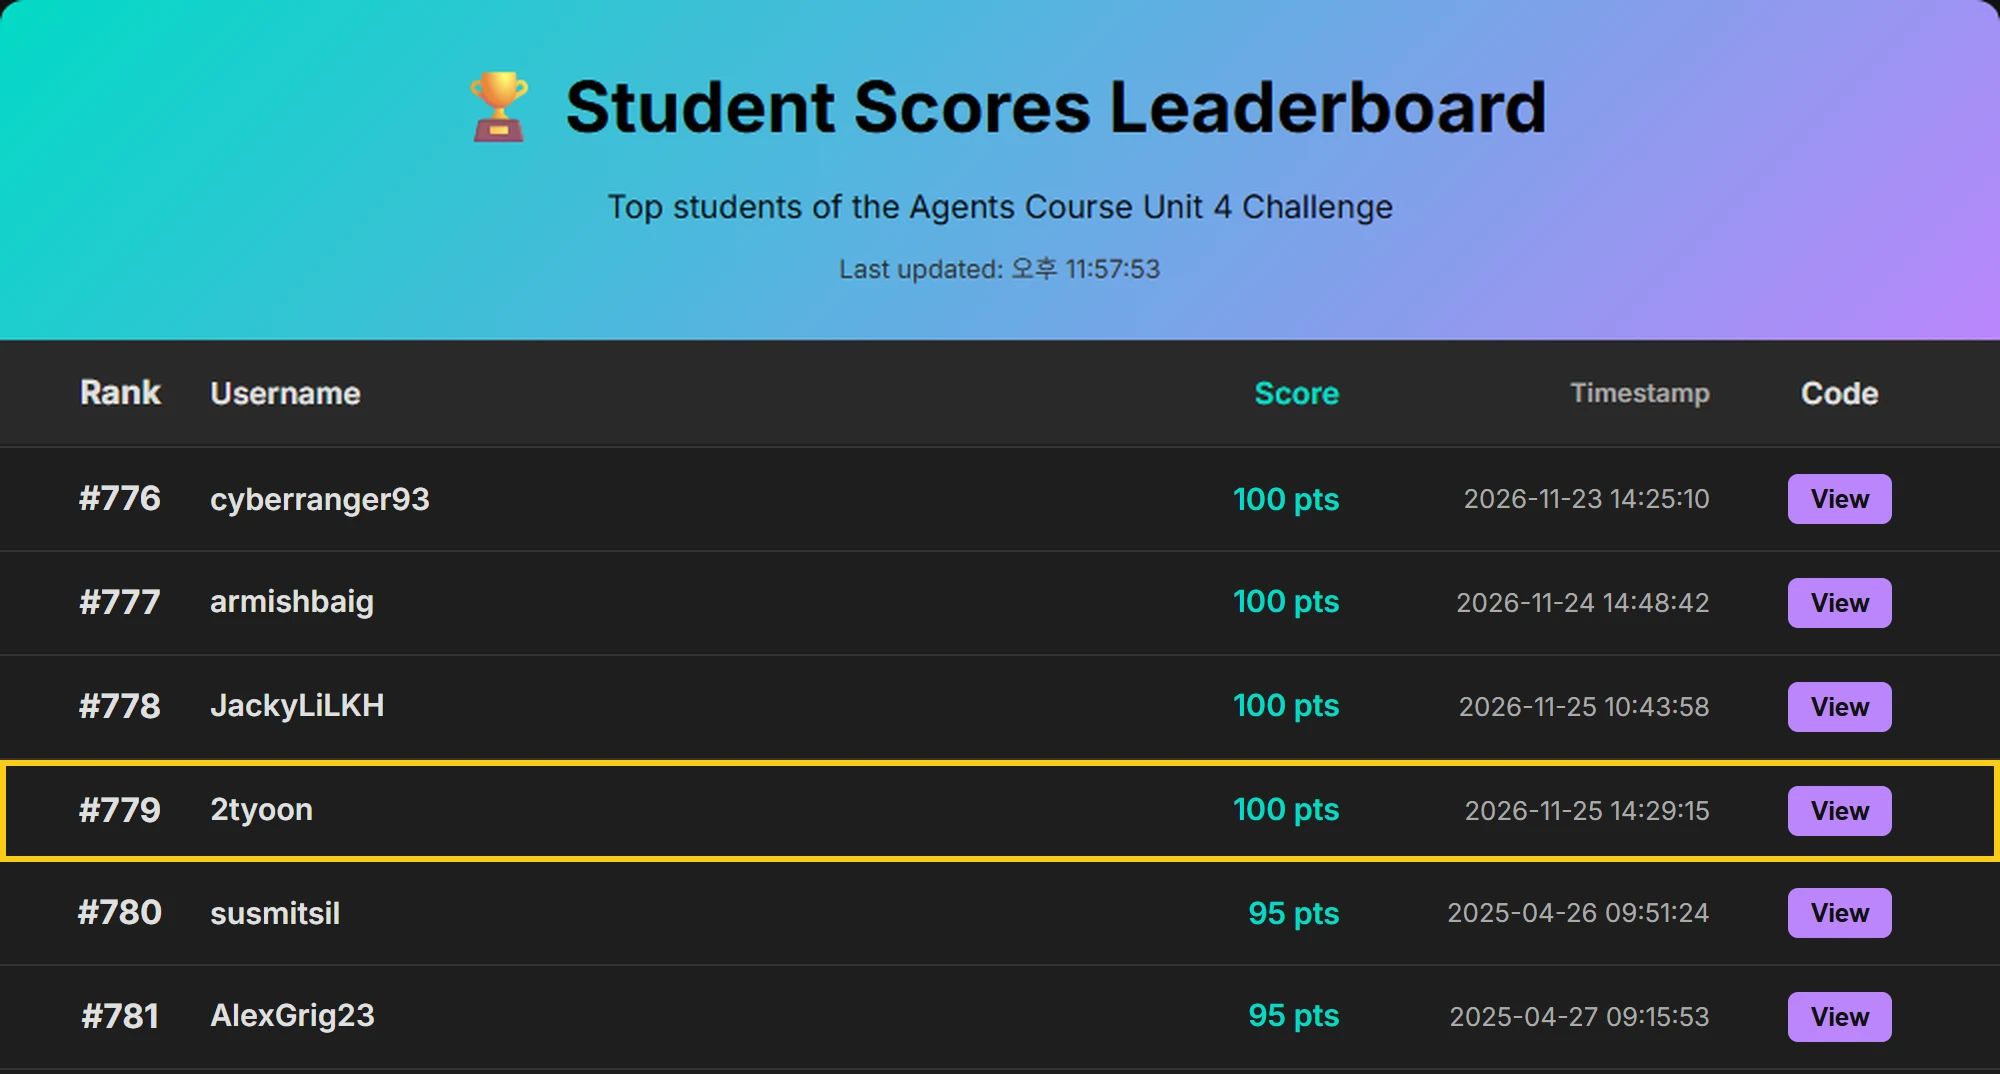 🏆 Student Scores Leaderboard
Top students of the Agents Course Unit 4 Challenge
Last updated: 오후 11:57:53
Rank Username Score Timestamp Code
#776 cyberranger93 100 pts 2026-11-23 14:25:10 View
#777 armishbaig 100 pts 2026-11-24 14:48:42 View
#778 JackyLiLKH 100 pts 2026-11-25 10:43:58 View
#779 2tyoon 100 pts 2026-11-25 14:29:15 View
#780 susmitsil 95 pts 2025-04-26 09:51:24 View
#781 AlexGrig23 95 pts 2025-04-27 09:15:53 View